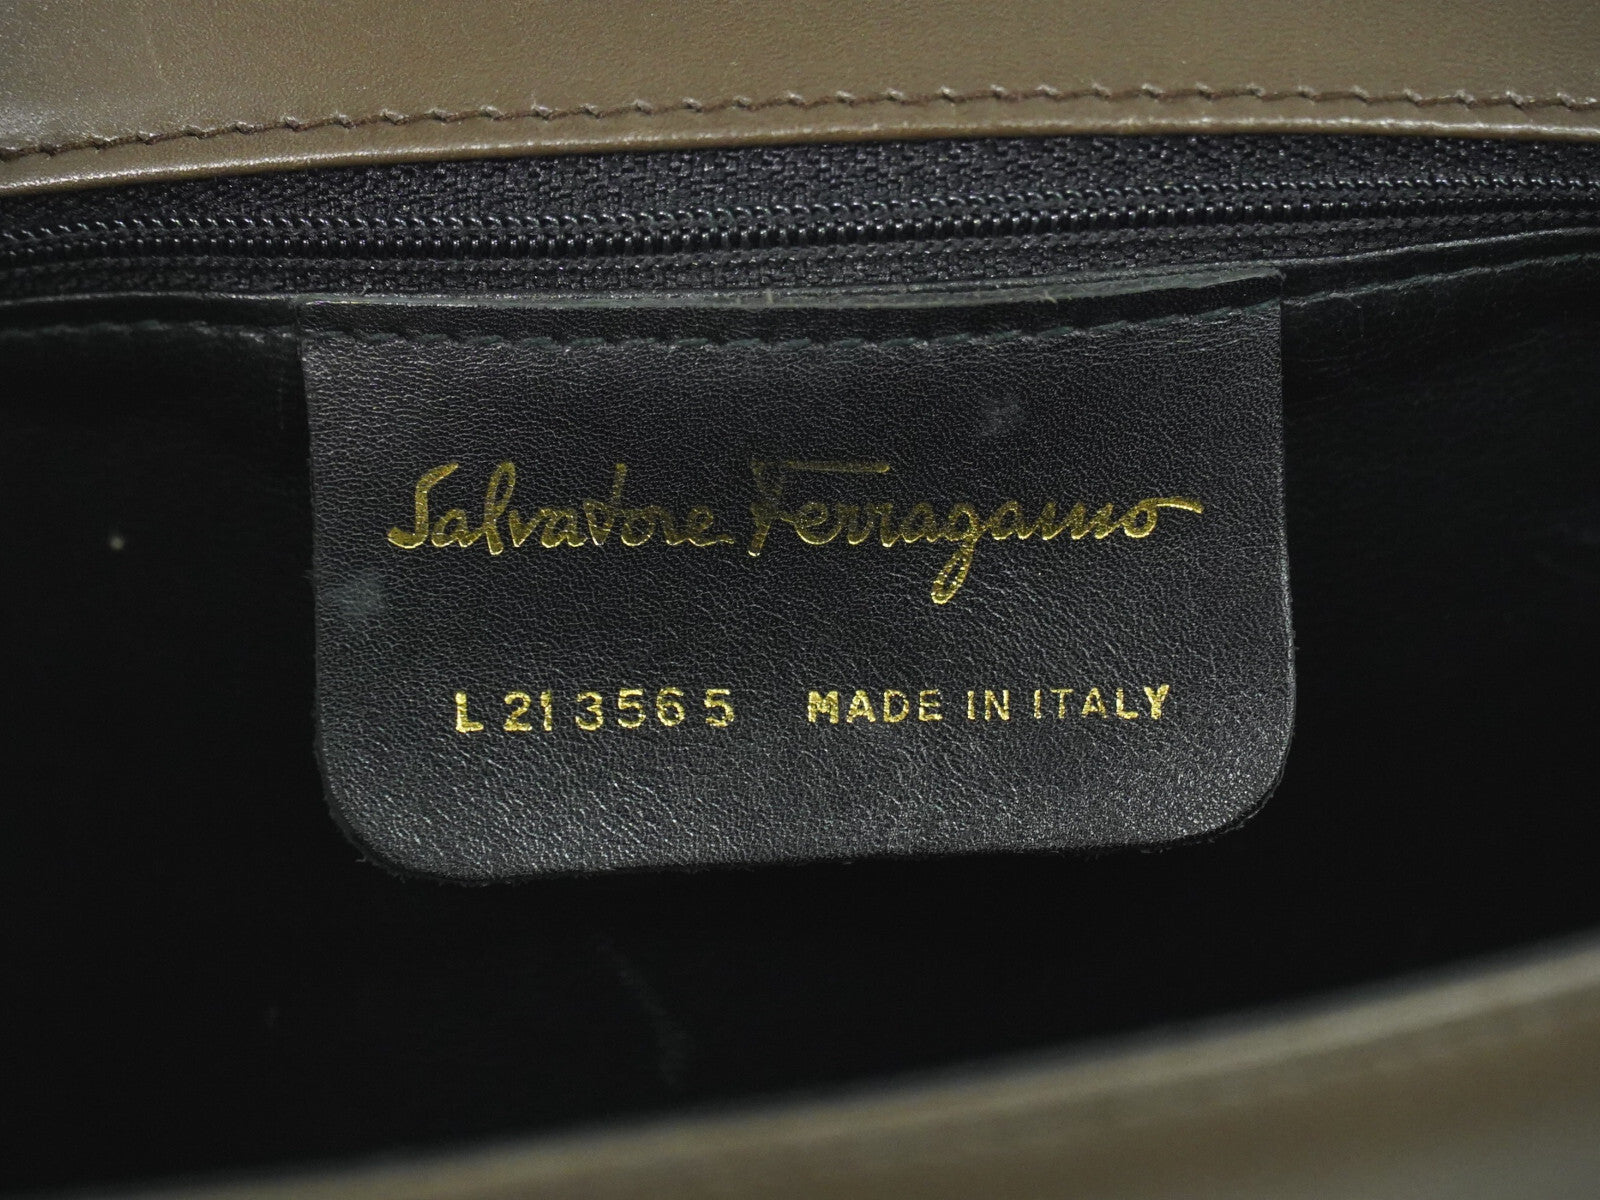 Salvatore Ferragamo
L 21 3565 MADE IN ITALY